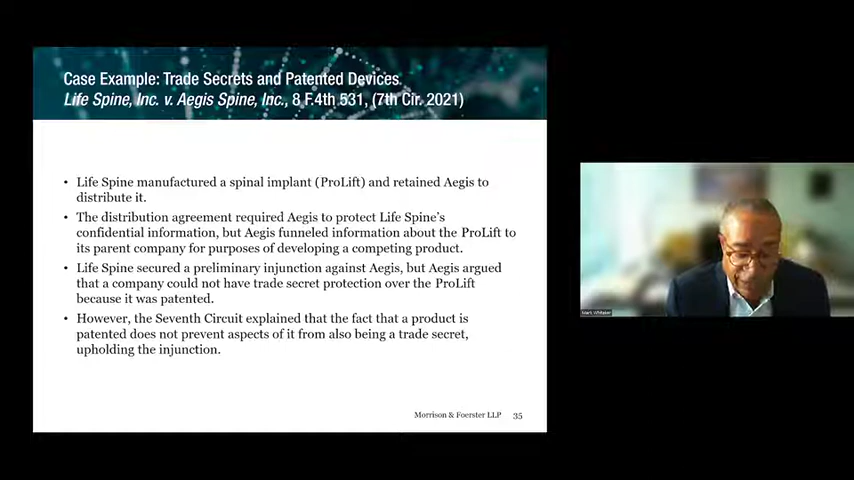 Case Example: Trade Secrets and Patented Devices
Life Spine, Inc. v. Aegis Spine, Inc., 8 F.4th 531, (7th Cir. 2021)
• Life Spine manufactured a spinal implant (ProLift) and retained Aegis to
distribute it.
• The distribution agreement required Aegis to protect Life Spine's
confidential information, but Aegis funneled information about the ProLift to
its parent company for purposes of developing a competing product.
• Life Spine secured a preliminary injunction against Aegis, but Aegis argued
that a company could not have trade secret protection over the ProLift
because it was patented.
• However, the Seventh Circuit explained that the fact that a product is
patented does not prevent aspects of it from also being a trade secret,
upholding the injunction.
Morrison & Foerster LLP 35
Mark Whitaker